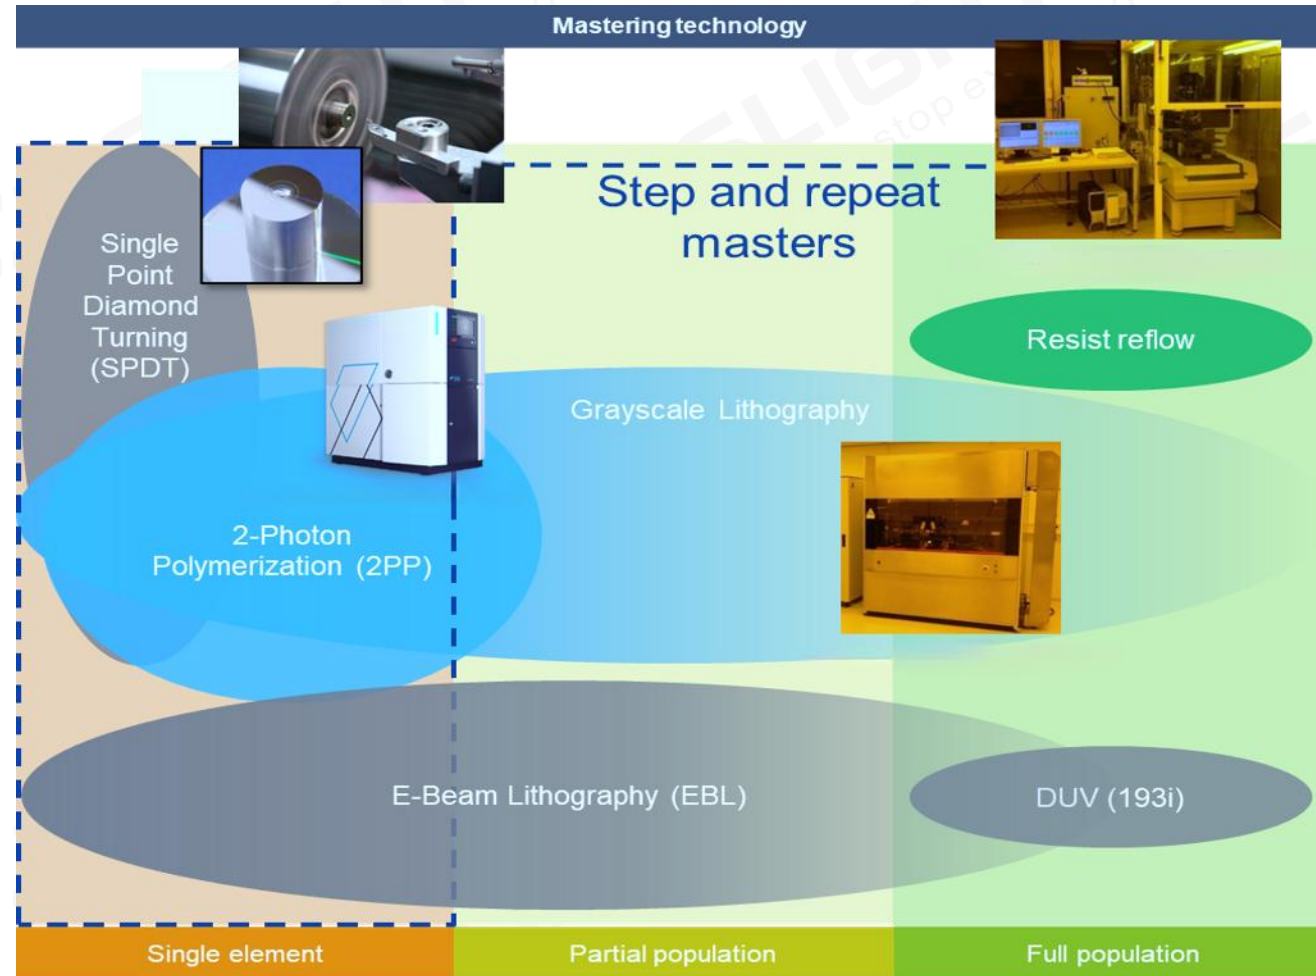 Mastering technology
Step and repeat
masters
Single
Point
Diamond
Turning
(SPDT)
Resist reflow
Grayscale Lithography
2-Photon
Polymerization (2PP)
E-Beam Lithography (EBL)
DUV (193i)
Single element
Partial population
Full population